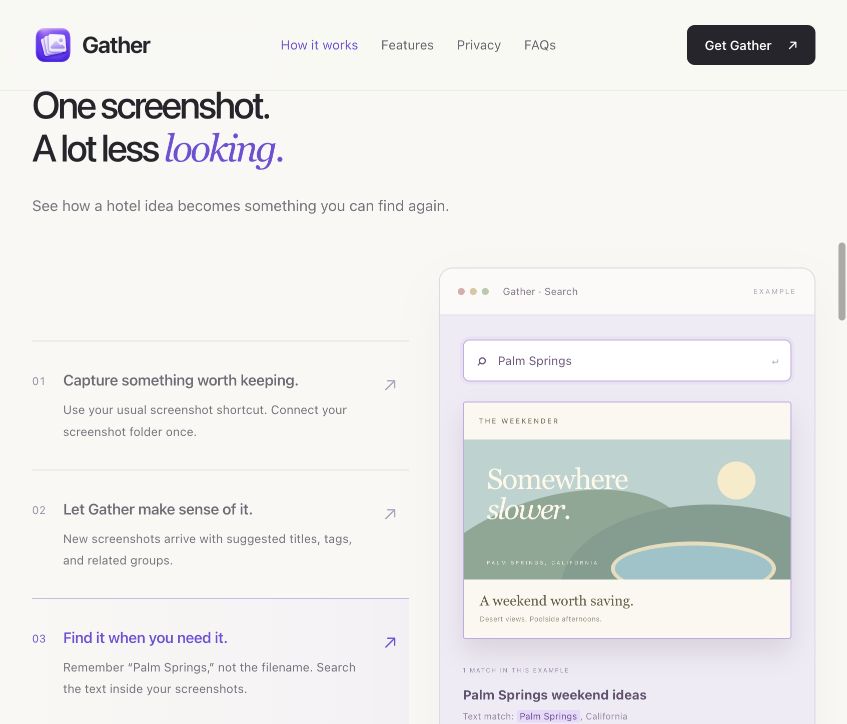 Gather
How it works
Features
Privacy
FAQs
Get Gather
One screenshot.
A lot less looking.
See how a hotel idea becomes something you can find again.
01
Capture something worth keeping.
Use your usual screenshot shortcut. Connect your
screenshot folder once.
02
Let Gather make sense of it.
New screenshots arrive with suggested titles, tags,
and related groups.
03
Find it when you need it.
Remember “Palm Springs,” not the filename. Search
the text inside your screenshots.
Gather · Search
EXAMPLE
Palm Springs
THE WEEKENDER
Somewhere
slower.
PALM SPRINGS, CALIFORNIA
A weekend worth saving.
Desert views. Poolside afternoons.
1 MATCH IN THIS EXAMPLE
Palm Springs weekend ideas
Text match: Palm Springs, California